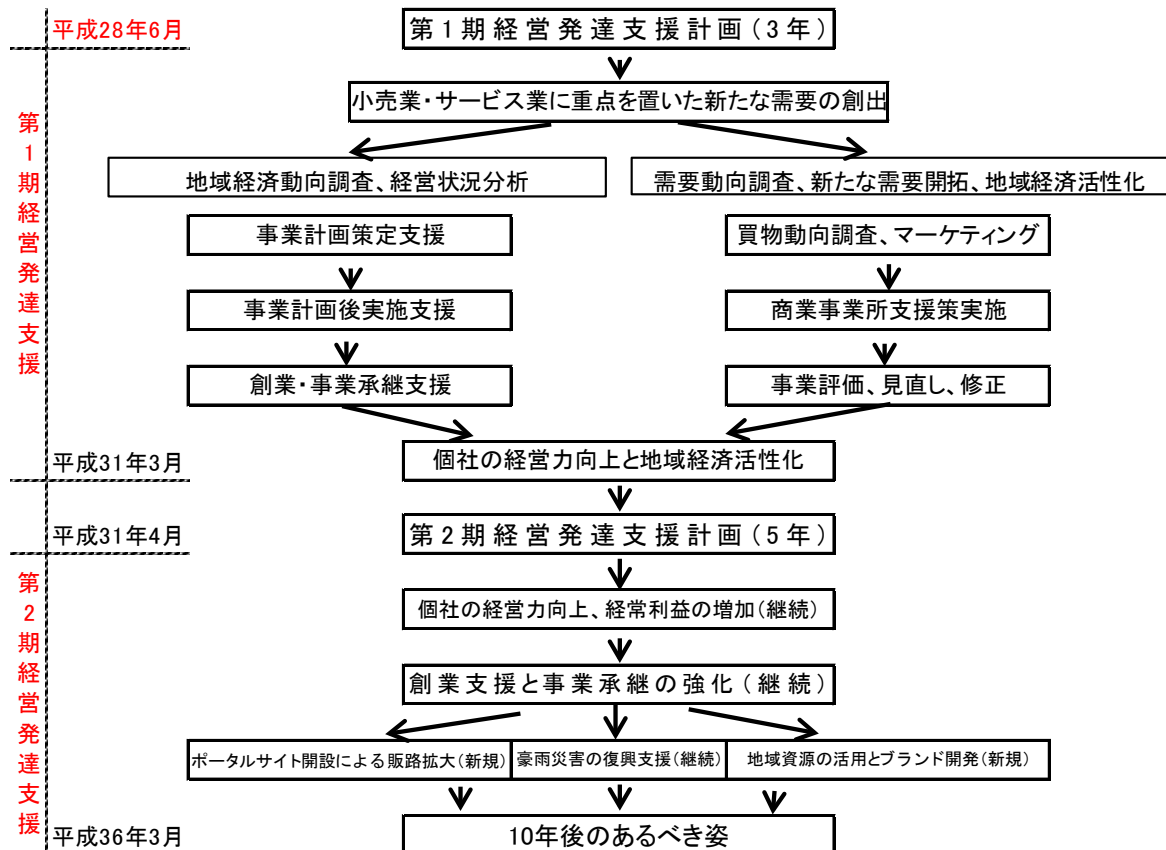 平成28年6月
第1期経営発達支援計画(3年)
小売業・サービス業に重点を置いた新たな需要の創出
第1期経営発達支援
地域経済動向調査、経営状況分析
需要動向調査、新たな需要開拓、地域経済活性化
事業計画策定支援
買物動向調査、マーケティング
事業計画後実施支援
商業事業所支援策実施
創業・事業承継支援
事業評価、見直し、修正
平成31年3月
個社の経営力向上と地域経済活性化
平成31年4月
第2期経営発達支援計画(5年)
第2期経営発達支援
個社の経営力向上、経常利益の増加(継続)
創業支援と事業承継の強化(継続)
ポータルサイト開設による販路拡大(新規)
豪雨災害の復興支援(継続)
地域資源の活用とブランド開発(新規)
平成36年3月
10年後のあるべき姿